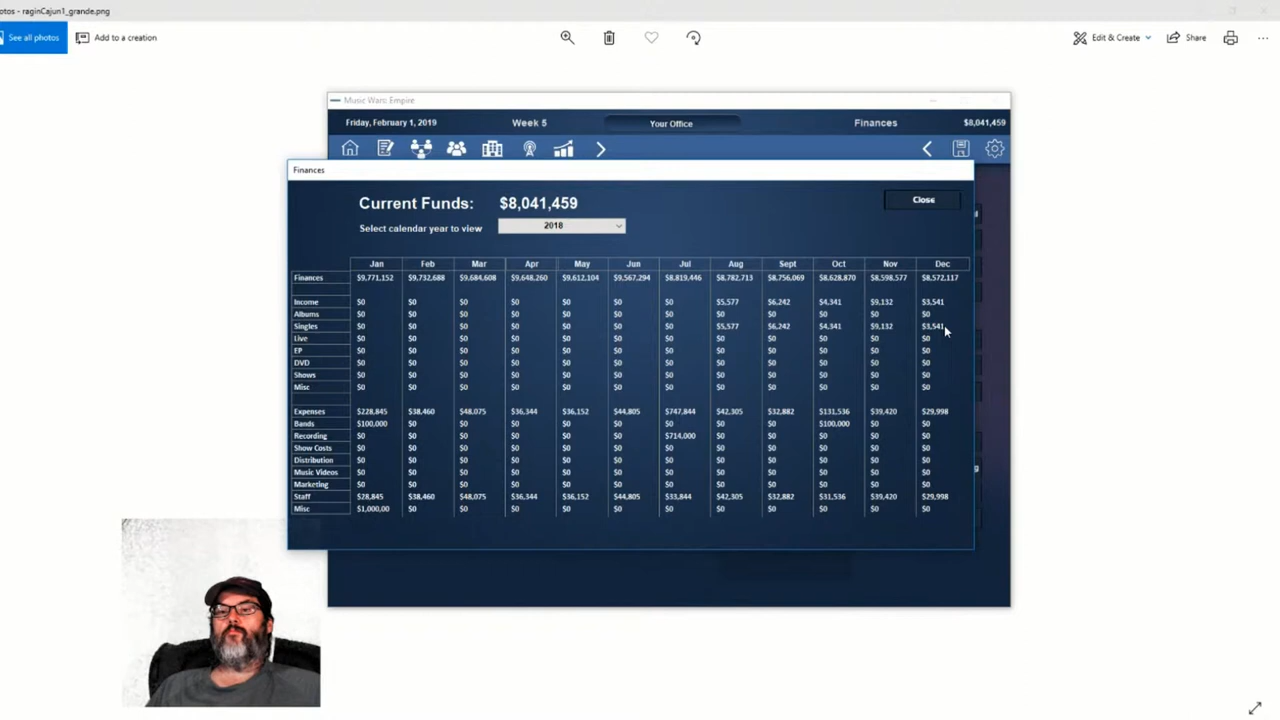 otos - raginCajun1_grande.png
See all photos Add to a creation Edit & Create Share
Music Wars: Empire
Friday, February 1, 2019 Week 5 Your Office Finances $8,041,459
Finances
Current Funds: $8,041,459 Close
Select calendar year to view 2018
Jan Feb Mar Apr May Jun Jul Aug Sept Oct Nov Dec
Finances $9,771,152 $9,732,688 $9,684,608 $9,648,260 $9,612,104 $9,567,294 $8,819,446 $8,782,713 $8,756,069 $8,628,870 $8,598,577 $8,572,117
Income $0 $0 $0 $0 $0 $0 $0 $5,577 $6,242 $4,341 $9,132 $3,541
Albums $0 $0 $0 $0 $0 $0 $0 $0 $0 $0 $0 $0
Singles $0 $0 $0 $0 $0 $0 $0 $5,577 $6,242 $4,341 $9,132 $3,541
Live $0 $0 $0 $0 $0 $0 $0 $0 $0 $0 $0 $0
EP $0 $0 $0 $0 $0 $0 $0 $0 $0 $0 $0 $0
DVD $0 $0 $0 $0 $0 $0 $0 $0 $0 $0 $0 $0
Shows $0 $0 $0 $0 $0 $0 $0 $0 $0 $0 $0 $0
Misc $0 $0 $0 $0 $0 $0 $0 $0 $0 $0 $0 $0
Expenses $228,845 $38,460 $48,075 $36,344 $36,152 $44,805 $747,844 $42,305 $32,882 $131,536 $39,420 $29,998
Bands $100,000 $0 $0 $0 $0 $0 $0 $0 $0 $100,000 $0 $0
Recording $0 $0 $0 $0 $0 $0 $714,000 $0 $0 $0 $0 $0
Show Costs $0 $0 $0 $0 $0 $0 $0 $0 $0 $0 $0 $0
Distribution $0 $0 $0 $0 $0 $0 $0 $0 $0 $0 $0 $0
Music Videos $0 $0 $0 $0 $0 $0 $0 $0 $0 $0 $0 $0
Marketing $0 $0 $0 $0 $0 $0 $0 $0 $0 $0 $0 $0
Staff $28,845 $38,460 $48,075 $36,344 $36,152 $44,805 $33,844 $42,305 $32,882 $31,536 $39,420 $29,998
Misc $1,000,00 $0 $0 $0 $0 $0 $0 $0 $0 $0 $0 $0